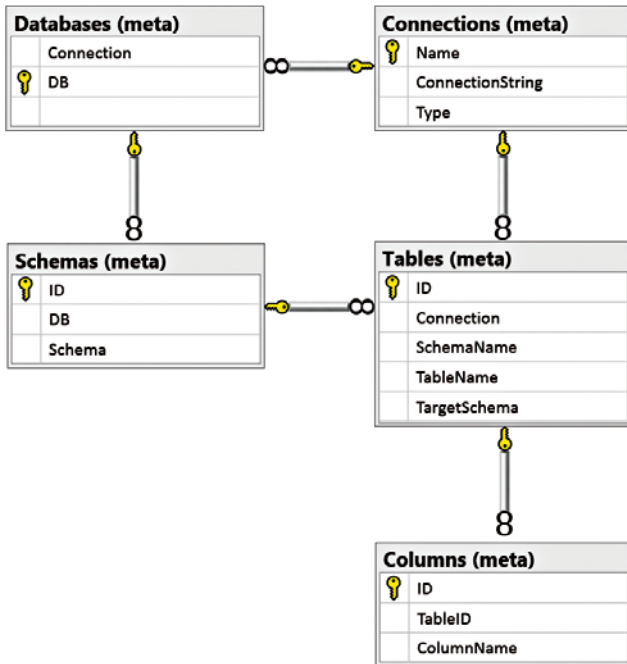 Databases (meta)
Connection
DB
Connections (meta)
Name
ConnectionString
Type
Schemas (meta)
ID
DB
Schema
Tables (meta)
ID
Connection
SchemaName
TableName
TargetSchema
Columns (meta)
ID
TableID
ColumnName